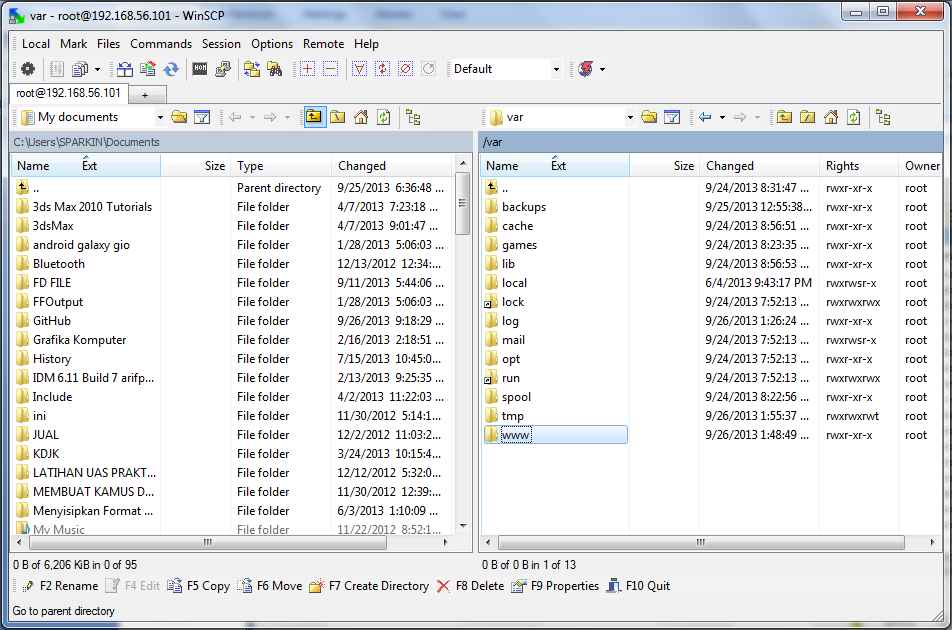 var - root@192.168.56.101 - WinSCP
Local Mark Files Commands Session Options Remote Help
Default
root@192.168.56.101 +
My documents
var
C:\Users\SPARKIN\Documents
/var
Name Ext Size Type Changed
Name Ext Size Changed Rights Owner
.. Parent directory 9/25/2013 6:36:48 ...
3ds Max 2010 Tutorials File folder 4/7/2013 7:23:18 ...
3dsMax File folder 4/7/2013 9:01:47 ...
android galaxy gio File folder 1/28/2013 5:06:03 ...
Bluetooth File folder 12/13/2012 12:34:...
FD FILE File folder 9/11/2013 5:44:06 ...
FFOutput File folder 1/28/2013 5:06:03 ...
GitHub File folder 9/26/2013 9:18:29 ...
Grafika Komputer File folder 2/16/2013 2:18:51 ...
History File folder 7/15/2013 10:45:0...
IDM 6.11 Build 7 arifp... File folder 2/13/2013 9:25:35 ...
Include File folder 4/2/2013 11:22:03 ...
ini File folder 11/30/2012 5:14:1...
JUAL File folder 12/2/2012 11:03:2...
KDJK File folder 3/24/2013 10:15:4...
LATIHAN UAS PRAKT... File folder 12/12/2012 5:32:0...
MEMBUAT KAMUS D... File folder 11/30/2012 12:39:...
Menyisipkan Format ... File folder 6/3/2013 1:10:09 ...
My Music File folder 11/22/2012 8:52:1...
.. 9/24/2013 8:31:47 ... rwxr-xr-x root
backups 9/25/2013 12:55:38... rwxr-xr-x root
cache 9/24/2013 8:56:51 ... rwxr-xr-x root
games 9/24/2013 8:23:35 ... rwxr-xr-x root
lib 9/24/2013 8:56:53 ... rwxr-xr-x root
local 6/4/2013 9:43:17 PM rwxrwsr-x root
lock 9/24/2013 7:52:13 ... rwxrwxrwx root
log 9/26/2013 1:26:24 ... rwxr-xr-x root
mail 9/24/2013 7:52:13 ... rwxrwsr-x root
opt 9/24/2013 7:52:13 ... rwxr-xr-x root
run 9/24/2013 7:52:13 ... rwxrwxrwx root
spool 9/24/2013 8:22:56 ... rwxr-xr-x root
tmp 9/26/2013 1:55:37 ... rwxrwxrwt root
www 9/26/2013 1:48:49 ... rwxr-xr-x root
0 B of 6,206 KiB in 0 of 95
0 B of 0 B in 1 of 13
F2 Rename F4 Edit F5 Copy F6 Move F7 Create Directory F8 Delete F9 Properties F10 Quit
Go to parent directory